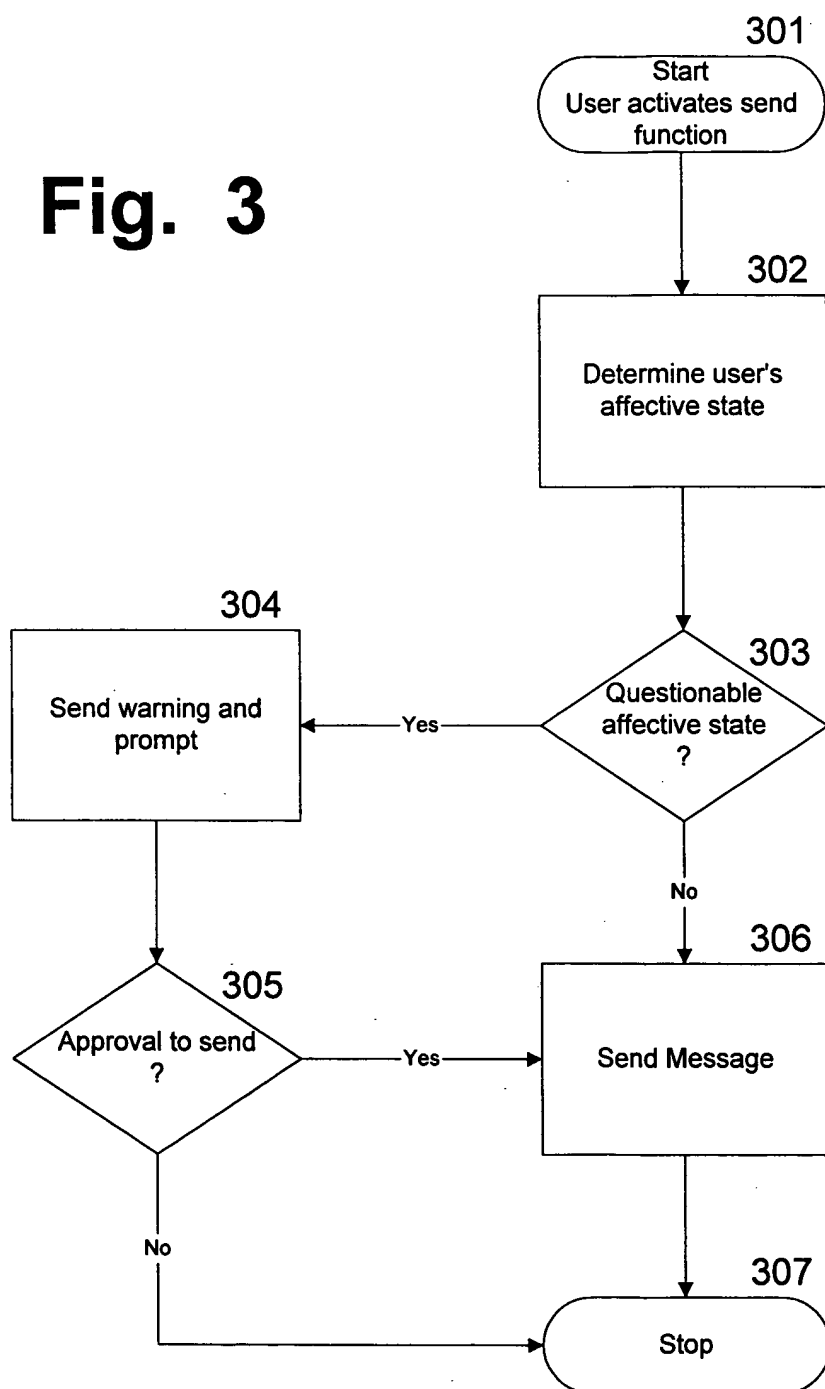 301
Start
User activates send
function
Fig. 3
302
Determine user's
affective state
304
303
Send warning and
prompt
Yes
Questionable
affective state
?
No
305
306
Approval to send
?
Yes
Send Message
No
307
Stop